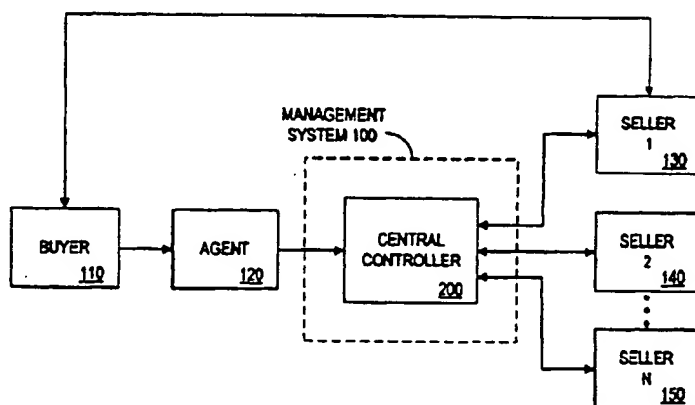 MANAGEMENT
SYSTEM 100
SELLER
1
130
BUYER
110
AGENT
120
CENTRAL
CONTROLLER
200
SELLER
2
140
SELLER
N
150